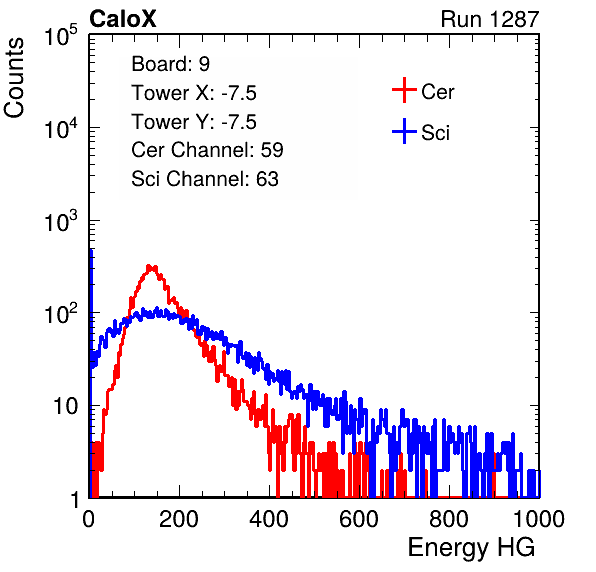 CaloX Run 1287
Counts
10^5
10^4
10^3
10^2
10
1
Board: 9
Tower X: -7.5
Tower Y: -7.5
Cer Channel: 59
Sci Channel: 63
Cer
Sci
0 200 400 600 800 1000
Energy HG